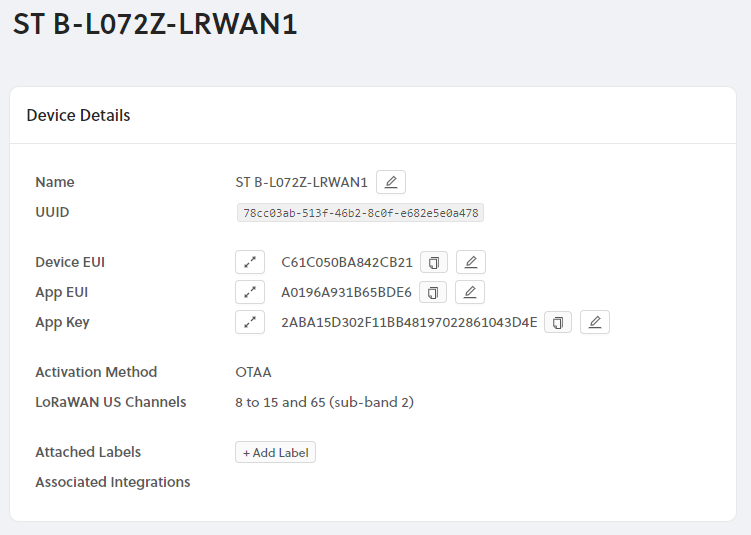 ST B-L072Z-LRWAN1
Device Details
Name ST B-L072Z-LRWAN1
UUID 78cc03ab-513f-46b2-8c0f-e682e5e0a478
Device EUI C61C050BA842CB21
App EUI A0196A931B65BDE6
App Key 2ABA15D302F11BB48197022861043D4E
Activation Method OTAA
LoRaWAN US Channels 8 to 15 and 65 (sub-band 2)
Attached Labels + Add Label
Associated Integrations